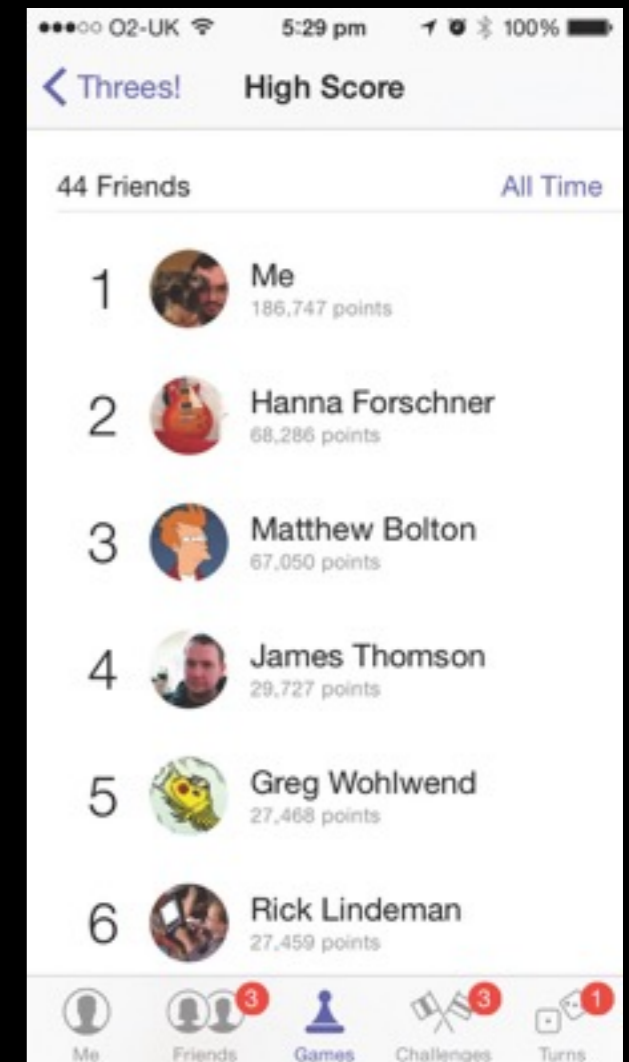 O2-UK 5:29 pm 100%
Threes! High Score
44 Friends All Time
1 Me
186,747 points
2 Hanna Forschner
68,286 points
3 Matthew Bolton
67,050 points
4 James Thomson
29,727 points
5 Greg Wohlwend
27,468 points
6 Rick Lindeman
27,459 points
3 3 1
Me Friends Games Challenges Turns